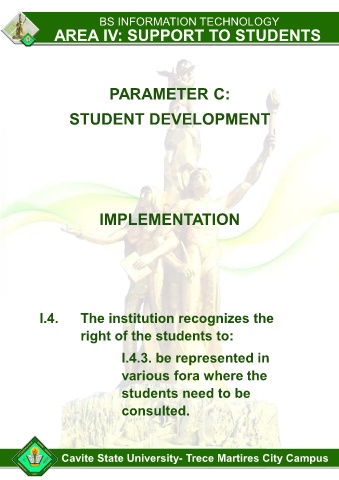 BS INFORMATION TECHNOLOGY
AREA IV: SUPPORT TO STUDENTS
PARAMETER C:
STUDENT DEVELOPMENT
IMPLEMENTATION
I.4. The institution recognizes the
right of the students to:
I.4.3. be represented in
various fora where the
students need to be
consulted.
Cavite State University- Trece Martires City Campus